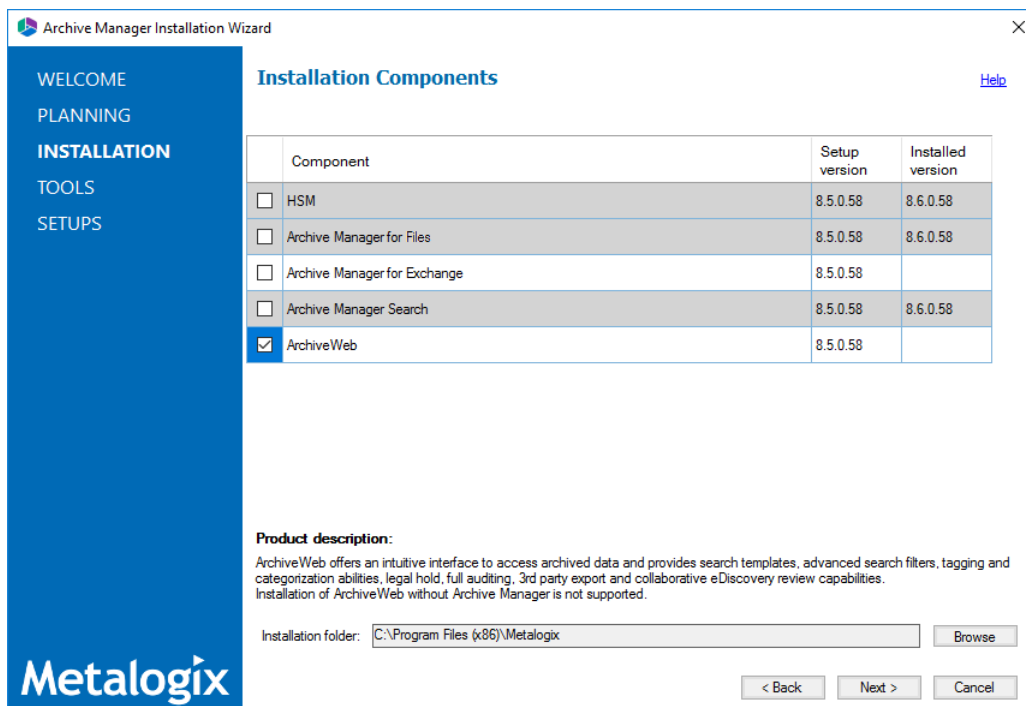 Archive Manager Installation Wizard
WELCOME
PLANNING
INSTALLATION
TOOLS
SETUPS
Installation Components
Help
Component
Setup version
Installed version
HSM 8.5.0.58 8.6.0.58
Archive Manager for Files 8.5.0.58 8.6.0.58
Archive Manager for Exchange 8.5.0.58
Archive Manager Search 8.5.0.58 8.6.0.58
ArchiveWeb 8.5.0.58
Product description:
ArchiveWeb offers an intuitive interface to access archived data and provides search templates, advanced search filters, tagging and
categorization abilities, legal hold, full auditing, 3rd party export and collaborative eDiscovery review capabilities.
Installation of ArchiveWeb without Archive Manager is not supported.
Installation folder: C:\Program Files (x86)\Metalogix Browse
Metalogix
< Back Next > Cancel